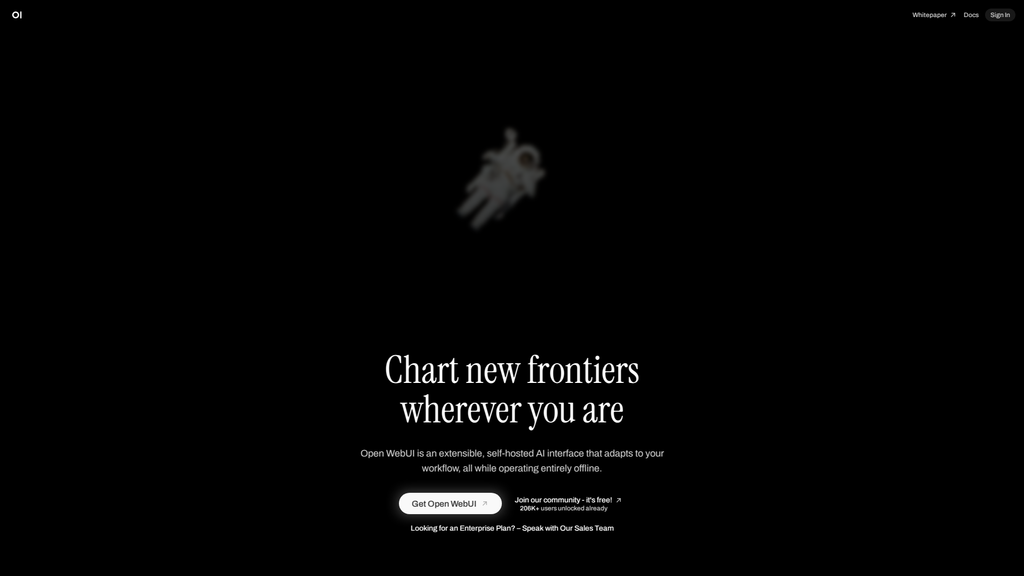 OI
Whitepaper ↗
Docs
Sign In
Chart new frontiers
wherever you are
Open WebUI is an extensible, self-hosted AI interface that adapts to your
workflow, all while operating entirely offline.
Get Open WebUI ↗
Join our community - it's free! ↗
206K+ users unlocked already
Looking for an Enterprise Plan? – Speak with Our Sales Team